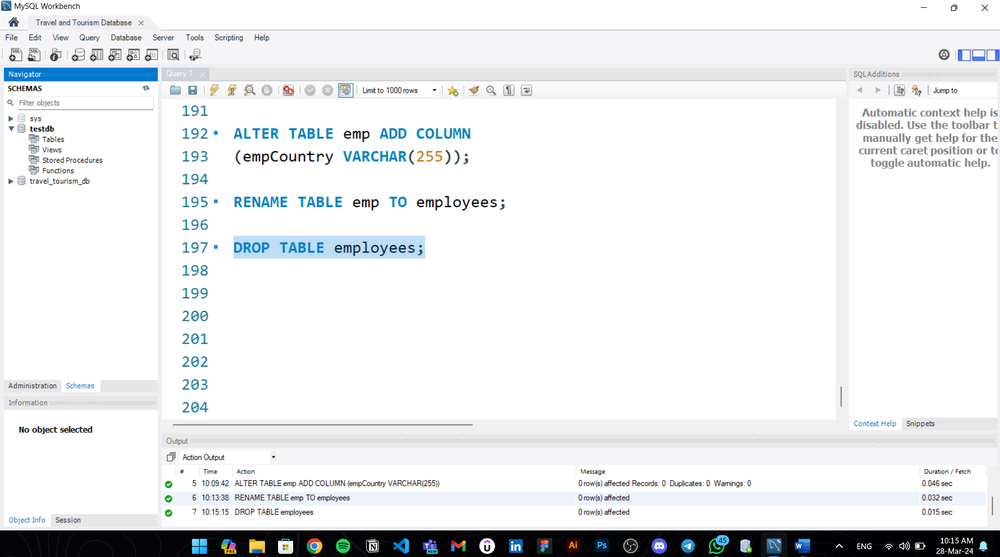 MySQL Workbench
Travel and Tourism Database
File Edit View Query Database Server Tools Scripting Help
Navigator
SCHEMAS
Filter objects
sys
testdb
Tables
Views
Stored Procedures
Functions
travel_tourism_db
Administration Schemas
Information
No object selected
Object Info Session
Query 1
Limit to 1000 rows
191
192 ALTER TABLE emp ADD COLUMN
193 (empCountry VARCHAR(255));
194
195 RENAME TABLE emp TO employees;
196
197 DROP TABLE employees;
198
199
200
201
202
203
204
SQLAdditions
Jump to
Automatic context help is
disabled. Use the toolbar t
manually get help for the
current caret position or to
toggle automatic help.
Context Help Snippets
Output
Action Output
# Time Action Message Duration / Fetch
5 10:09:42 ALTER TABLE emp ADD COLUMN (empCountry VARCHAR(255)) 0 row(s) affected Records: 0 Duplicates: 0 Warnings: 0 0.046 sec
6 10:13:38 RENAME TABLE emp TO employees 0 row(s) affected 0.032 sec
7 10:15:15 DROP TABLE employees 0 row(s) affected 0.015 sec
PRE
NEW
in
Ai
Ps
45
W
ENG
10:15 AM
28-Mar-24